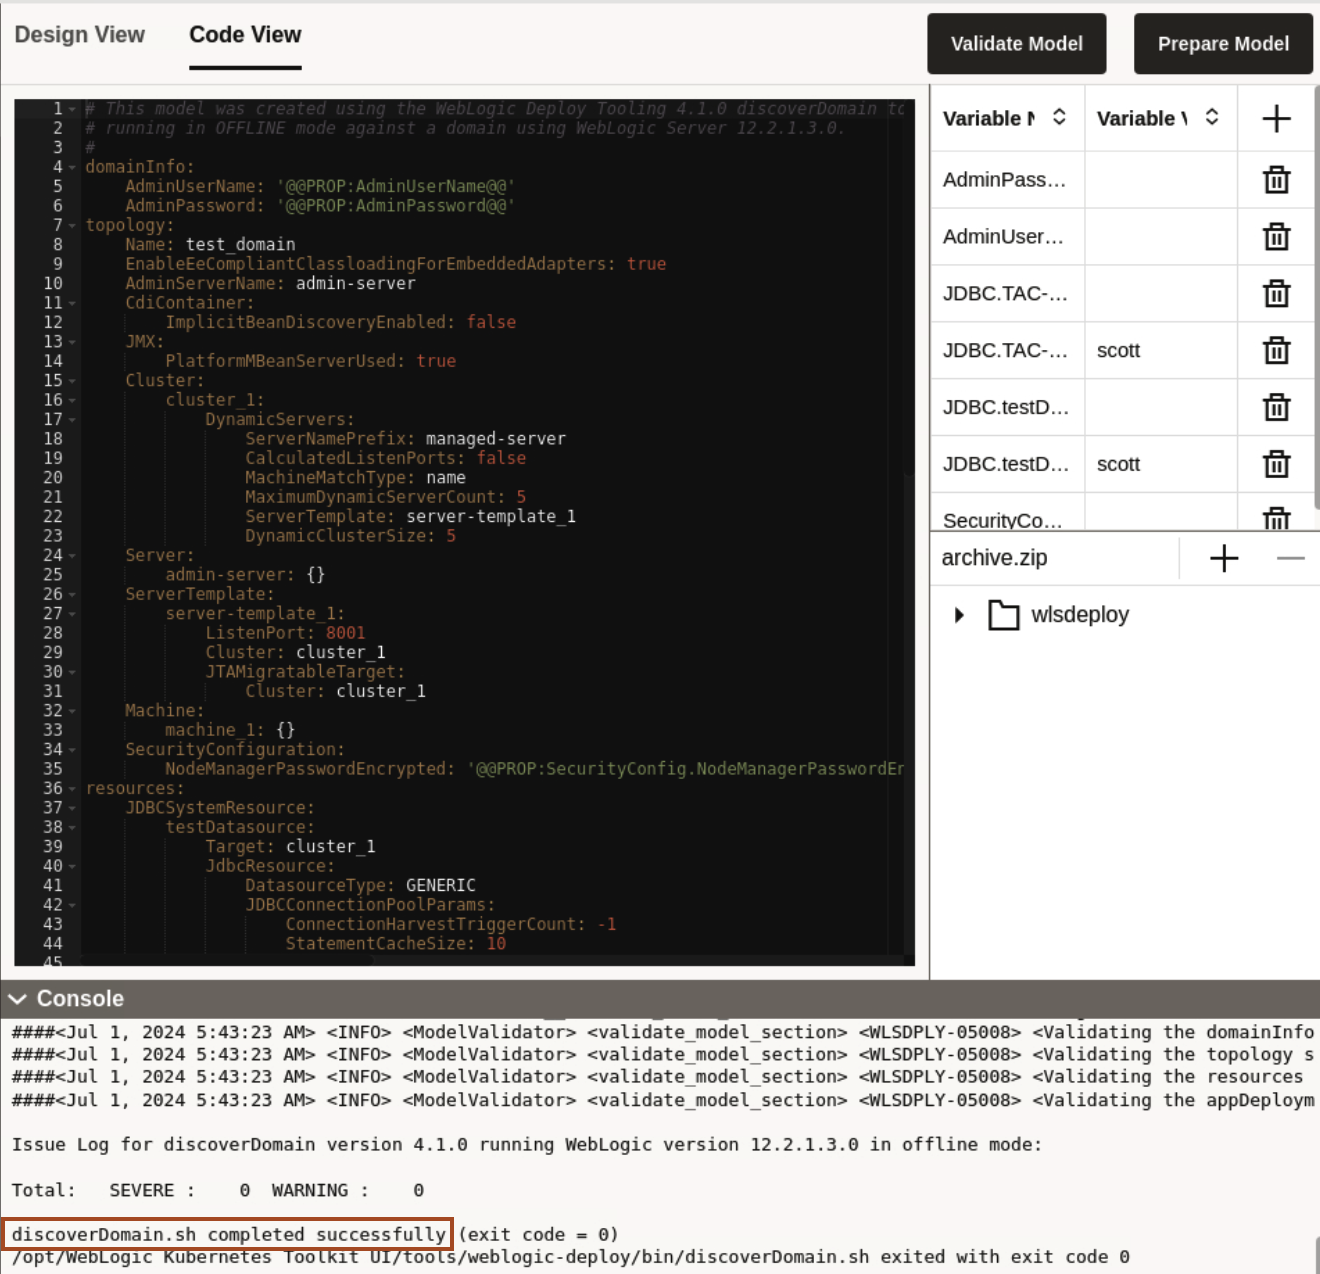 Design View
Code View
Validate Model
Prepare Model
1 # This model was created using the WebLogic Deploy Tooling 4.1.0 discoverDomain to
2 # running in OFFLINE mode against a domain using WebLogic Server 12.2.1.3.0.
3 #
4 domainInfo:
5 AdminUserName: '@@PROP:AdminUserName@@'
6 AdminPassword: '@@PROP:AdminPassword@@'
7 topology:
8 Name: test_domain
9 EnableEeCompliantClassloadingForEmbeddedAdapters: true
10 AdminServerName: admin-server
11 CdiContainer:
12 ImplicitBeanDiscoveryEnabled: false
13 JMX:
14 PlatformMBeanServerUsed: true
15 Cluster:
16 cluster_1:
17 DynamicServers:
18 ServerNamePrefix: managed-server
19 CalculatedListenPorts: false
20 MachineMatchType: name
21 MaximumDynamicServerCount: 5
22 ServerTemplate: server-template_1
23 DynamicClusterSize: 5
24 Server:
25 admin-server: {}
26 ServerTemplate:
27 server-template_1:
28 ListenPort: 8001
29 Cluster: cluster_1
30 JTAMigratableTarget:
31 Cluster: cluster_1
32 Machine:
33 machine_1: {}
34 SecurityConfiguration:
35 NodeManagerPasswordEncrypted: '@@PROP:SecurityConfig.NodeManagerPasswordEn
36 resources:
37 JDBCSystemResource:
38 testDatasource:
39 Target: cluster_1
40 JdbcResource:
41 DatasourceType: GENERIC
42 JDBCConnectionPoolParams:
43 ConnectionHarvestTriggerCount: -1
44 StatementCacheSize: 10
45
Variable
Variable
AdminPass...
AdminUser...
JDBC.TAC-...
JDBC.TAC-... scott
JDBC.testD...
JDBC.testD... scott
SecurityCo...
archive.zip
wlsdeploy
Console
####<Jul 1, 2024 5:43:23 AM> <INFO> <ModelValidator> <validate_model_section> <WLSDPLY-05008> <Validating the domainInfo
####<Jul 1, 2024 5:43:23 AM> <INFO> <ModelValidator> <validate_model_section> <WLSDPLY-05008> <Validating the topology s
####<Jul 1, 2024 5:43:23 AM> <INFO> <ModelValidator> <validate_model_section> <WLSDPLY-05008> <Validating the resources
####<Jul 1, 2024 5:43:23 AM> <INFO> <ModelValidator> <validate_model_section> <WLSDPLY-05008> <Validating the appDeploym
Issue Log for discoverDomain version 4.1.0 running WebLogic version 12.2.1.3.0 in offline mode:
Total: SEVERE : 0 WARNING : 0
discoverDomain.sh completed successfully (exit code = 0)
/opt/WebLogic Kubernetes Toolkit UI/tools/weblogic-deploy/bin/discoverDomain.sh exited with exit code 0